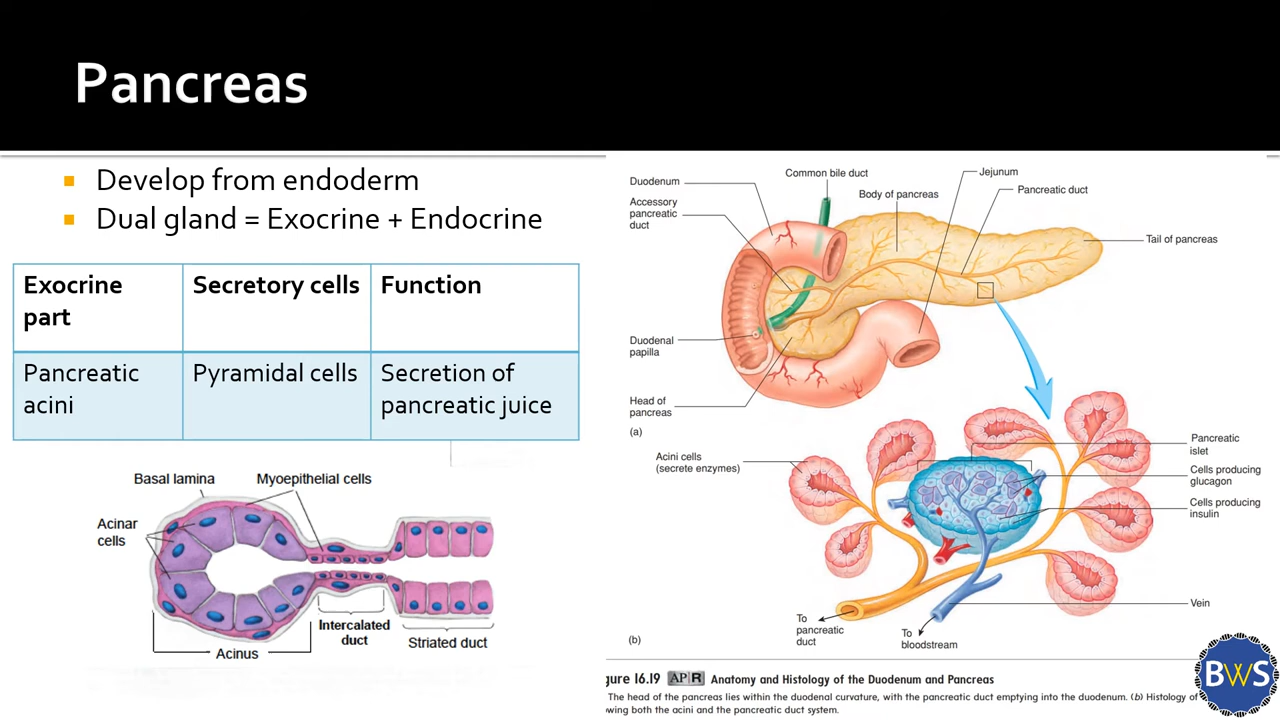 Pancreas
Develop from endoderm
Dual gland = Exocrine + Endocrine
Exocrine
part
Secretory cells
Function
Pancreatic
acini
Pyramidal cells
Secretion of
pancreatic juice
Basal lamina
Myoepithelial cells
Acinar
cells
Intercalated
duct
Striated duct
Acinus
Duodenum
Common bile duct
Accessory
pancreatic
duct
Body of pancreas
Jejunum
Pancreatic duct
Tail of pancreas
Duodenal
papilla
Head of
pancreas
(a)
Acini cells
(secrete enzymes)
Pancreatic
islet
Cells producing
glucagon
Cells producing
insulin
Vein
To
pancreatic
duct
To
bloodstream
(b)
gure 16.19 AP|R Anatomy and Histology of the Duodenum and Pancreas
The head of the pancreas lies within the duodenal curvature, with the pancreatic duct emptying into the duodenum. (b) Histology of
wing both the acini and the pancreatic duct system.
BWS